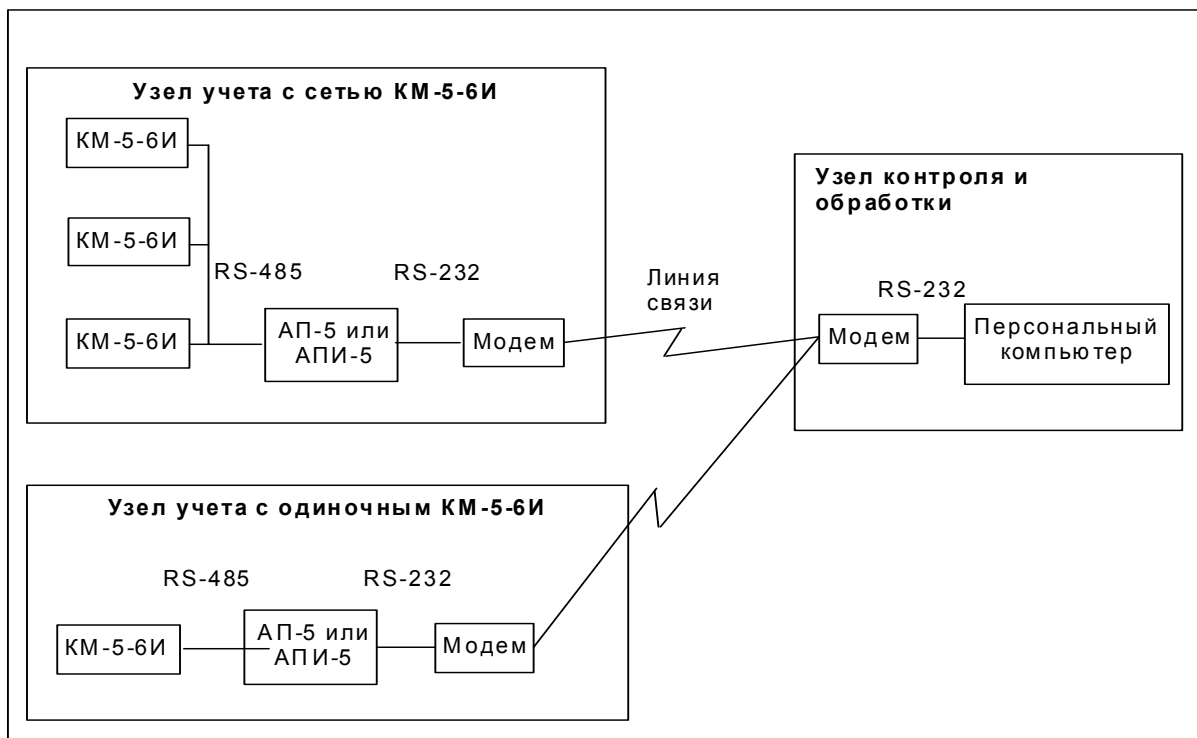 Узел учета с сетью КМ-5-6И
КМ-5-6И
КМ-5-6И
RS-485
RS-232
КМ-5-6И
АП-5 или
АПИ-5
Модем
Линия
связи
Узел контроля и
обработки
RS-232
Модем
Персональный
компьютер
Узел учета с одиночным КМ-5-6И
RS-485
RS-232
КМ-5-6И
АП-5 или
АПИ-5
Модем